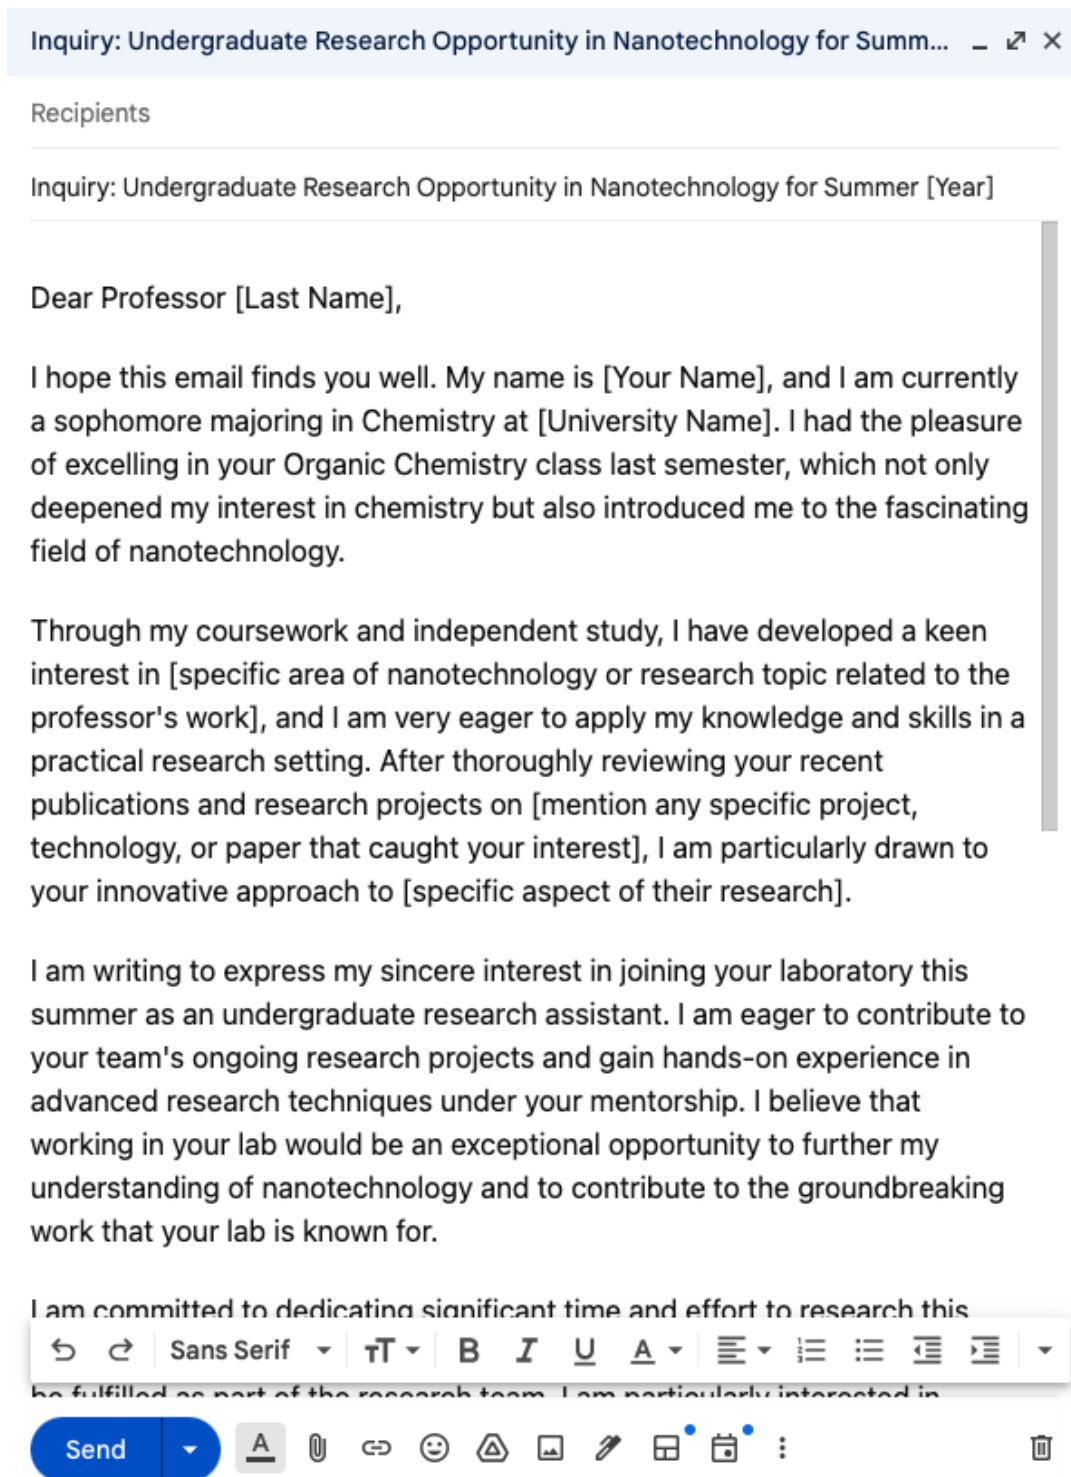 Inquiry: Undergraduate Research Opportunity in Nanotechnology for Summ...
Recipients
Inquiry: Undergraduate Research Opportunity in Nanotechnology for Summer [Year]
Dear Professor [Last Name],
I hope this email finds you well. My name is [Your Name], and I am currently
a sophomore majoring in Chemistry at [University Name]. I had the pleasure
of excelling in your Organic Chemistry class last semester, which not only
deepened my interest in chemistry but also introduced me to the fascinating
field of nanotechnology.
Through my coursework and independent study, I have developed a keen
interest in [specific area of nanotechnology or research topic related to the
professor's work], and I am very eager to apply my knowledge and skills in a
practical research setting. After thoroughly reviewing your recent
publications and research projects on [mention any specific project,
technology, or paper that caught your interest], I am particularly drawn to
your innovative approach to [specific aspect of their research].
I am writing to express my sincere interest in joining your laboratory this
summer as an undergraduate research assistant. I am eager to contribute to
your team's ongoing research projects and gain hands-on experience in
advanced research techniques under your mentorship. I believe that
working in your lab would be an exceptional opportunity to further my
understanding of nanotechnology and to contribute to the groundbreaking
work that your lab is known for.
I am committed to dedicating significant time and effort to research this
Sans Serif
be fulfilled as part of the research team. I am particularly interested in
Send